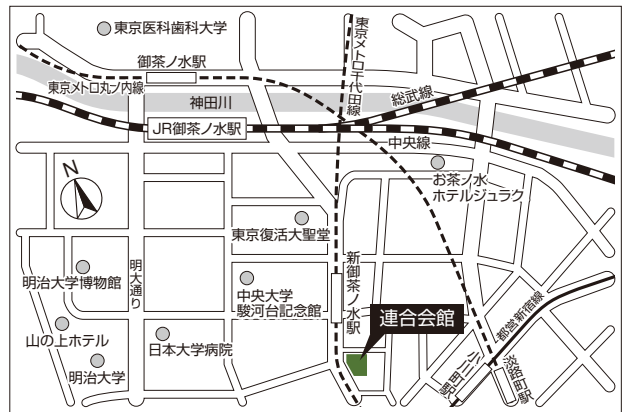 東京医科歯科大学
御茶ノ水駅
東京メトロ丸ノ内線
東京メトロ千代田線
神田川
総武線
JR御茶ノ水駅
中央線
お茶ノ水
ホテルジュラク
N
東京復活大聖堂
明大通り
新御茶ノ水駅
明治大学博物館
中央大学
駿河台記念館
連合会館
都営新宿線
山の上ホテル
日本大学病院
明治大学
小川町駅
淡路町駅